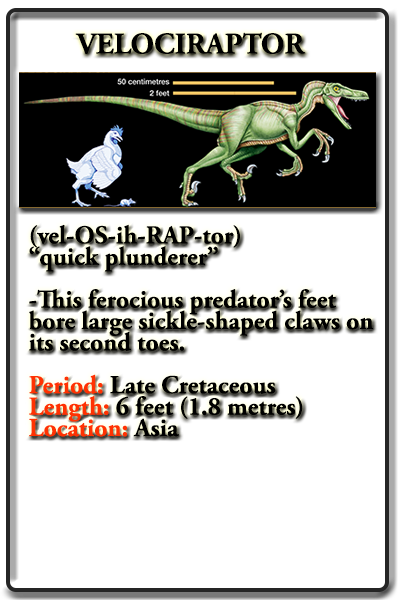 VELOCIRAPTOR
50 centimetres
2 feet
(vel-OS-ih-RAP-tor)
“quick plunderer”
-This ferocious predator’s feet
bore large sickle-shaped claws on
its second toes.
Period: Late Cretaceous
Length: 6 feet (1.8 metres)
Location: Asia